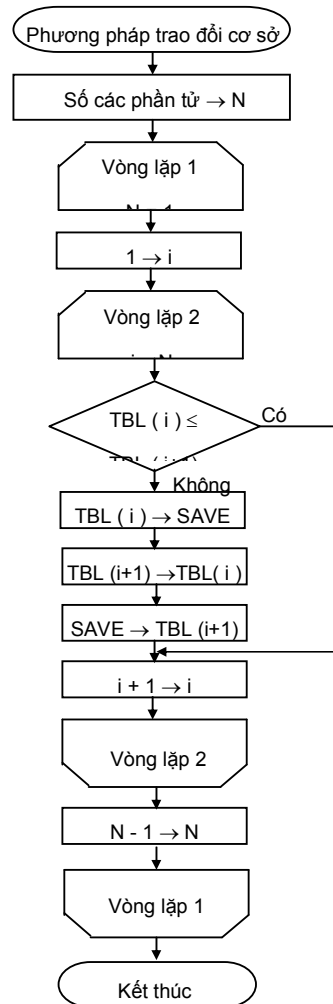 Phương pháp trao đổi cơ sở
Số các phần tử → N
Vòng lặp 1
1 → i
Vòng lặp 2
TBL ( i ) ≤
Có
Không
TBL ( i ) → SAVE
TBL (i+1) →TBL( i )
SAVE → TBL (i+1)
i + 1 → i
Vòng lặp 2
N - 1 → N
Vòng lặp 1
Kết thúc